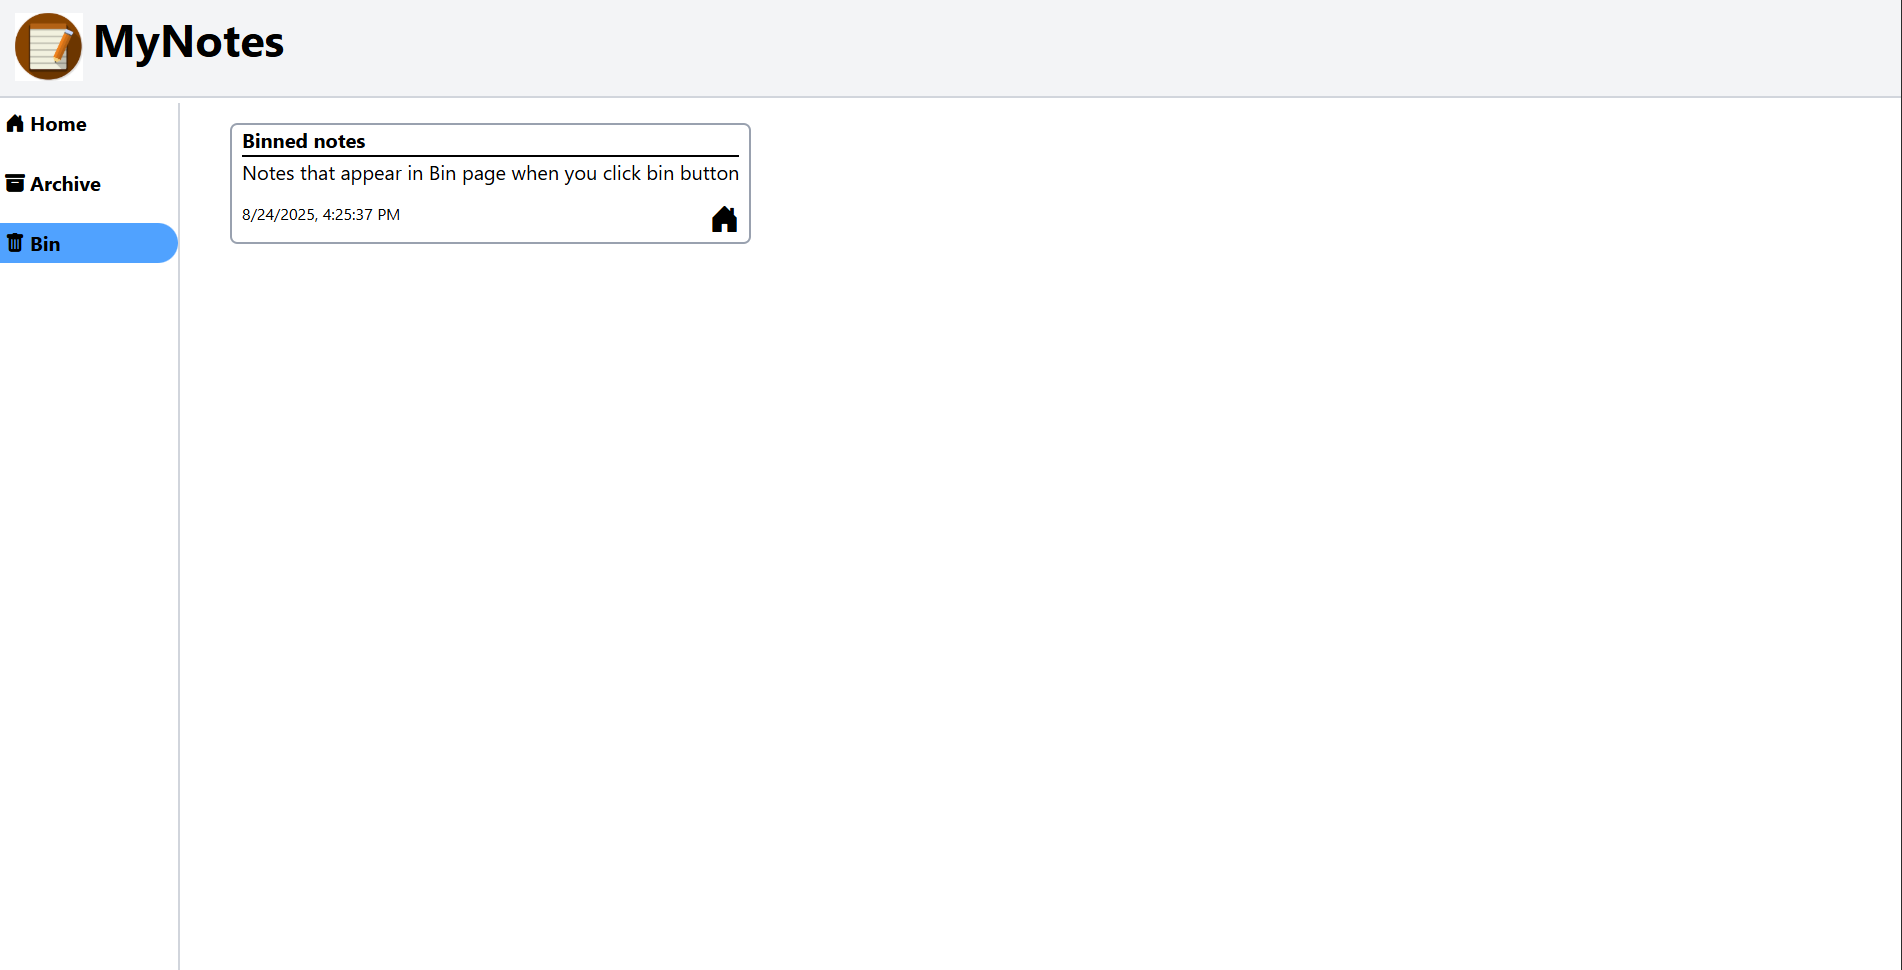 MyNotes
Home
Archive
Bin
Binned notes
Notes that appear in Bin page when you click bin button
8/24/2025, 4:25:37 PM